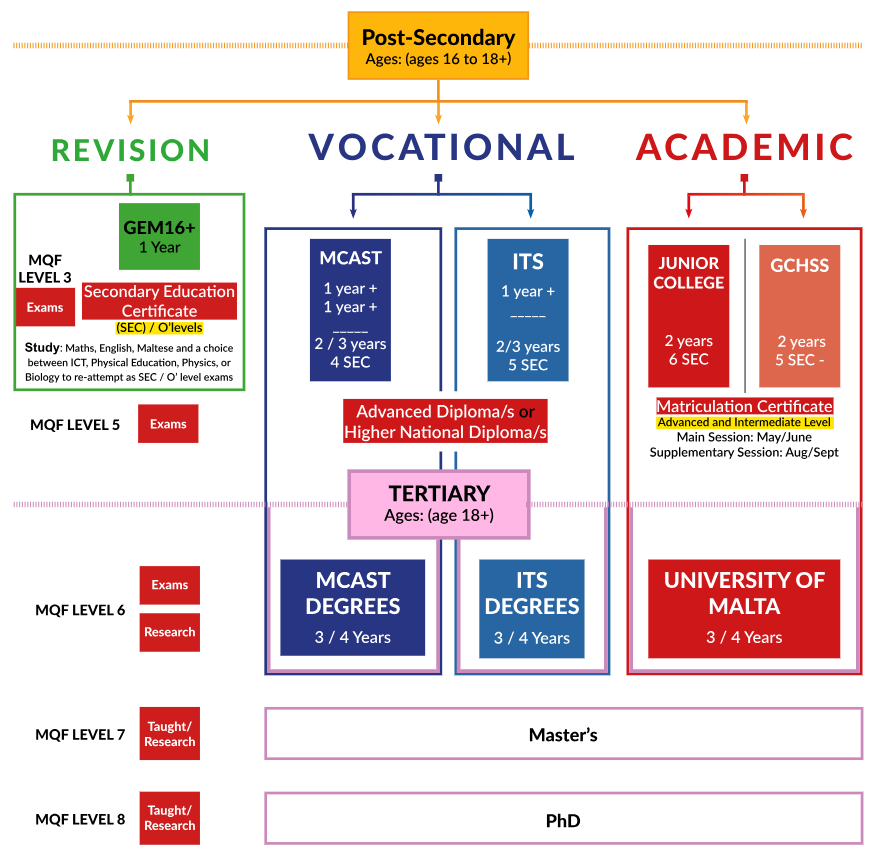 Post-Secondary
Ages: (ages 16 to 18+)
REVISION
VOCATIONAL
ACADEMIC
GEM16+
1 Year
MQF
LEVEL 3
Exams
Secondary Education
Certificate
(SEC) / O'levels
Study: Maths, English, Maltese and a choice
between ICT, Physical Education, Physics, or
Biology to re-attempt as SEC / O' level exams
MCAST
1 year +
1 year +
_____
2 / 3 years
4 SEC
ITS
1 year +
_____
2/3 years
5 SEC
JUNIOR
COLLEGE
2 years
6 SEC
GCHSS
2 years
5 SEC -
MQF LEVEL 5
Exams
Advanced Diploma/s or
Higher National Diploma/s
Matriculation Certificate
Advanced and Intermediate Level
Main Session: May/June
Supplementary Session: Aug/Sept
TERTIARY
Ages: (age 18+)
MQF LEVEL 6
Exams
Research
MCAST
DEGREES
3 / 4 Years
ITS
DEGREES
3 / 4 Years
UNIVERSITY OF
MALTA
3 / 4 Years
MQF LEVEL 7
Taught/
Research
Master's
MQF LEVEL 8
Taught/
Research
PhD